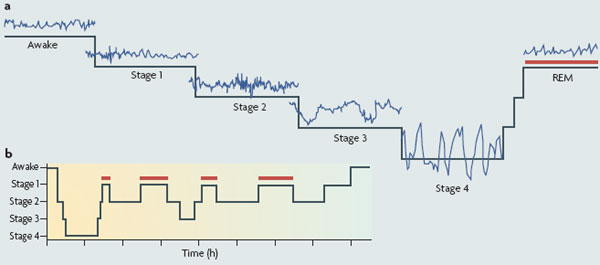 a
Awake
Stage 1
Stage 2
Stage 3
Stage 4
REM
b
Awake
Stage 1
Stage 2
Stage 3
Stage 4
Time (h)